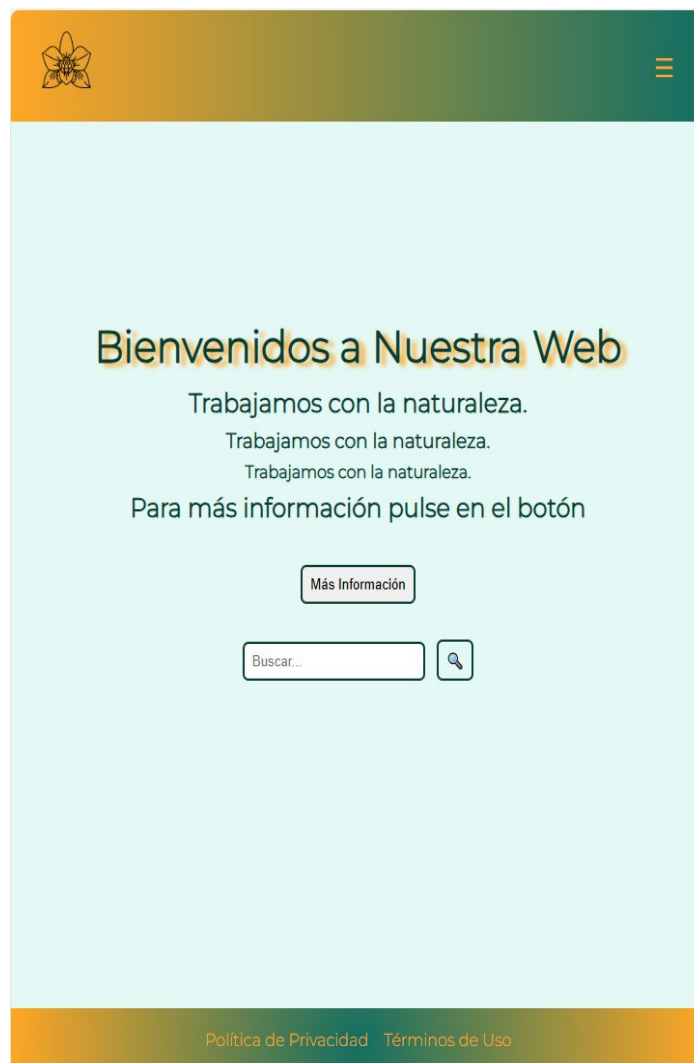 Bienvenidos a Nuestra Web
Trabajamos con la naturaleza.
Trabajamos con la naturaleza.
Trabajamos con la naturaleza.
Para más información pulse en el botón
Más Información
Buscar...
Política de Privacidad Términos de Uso